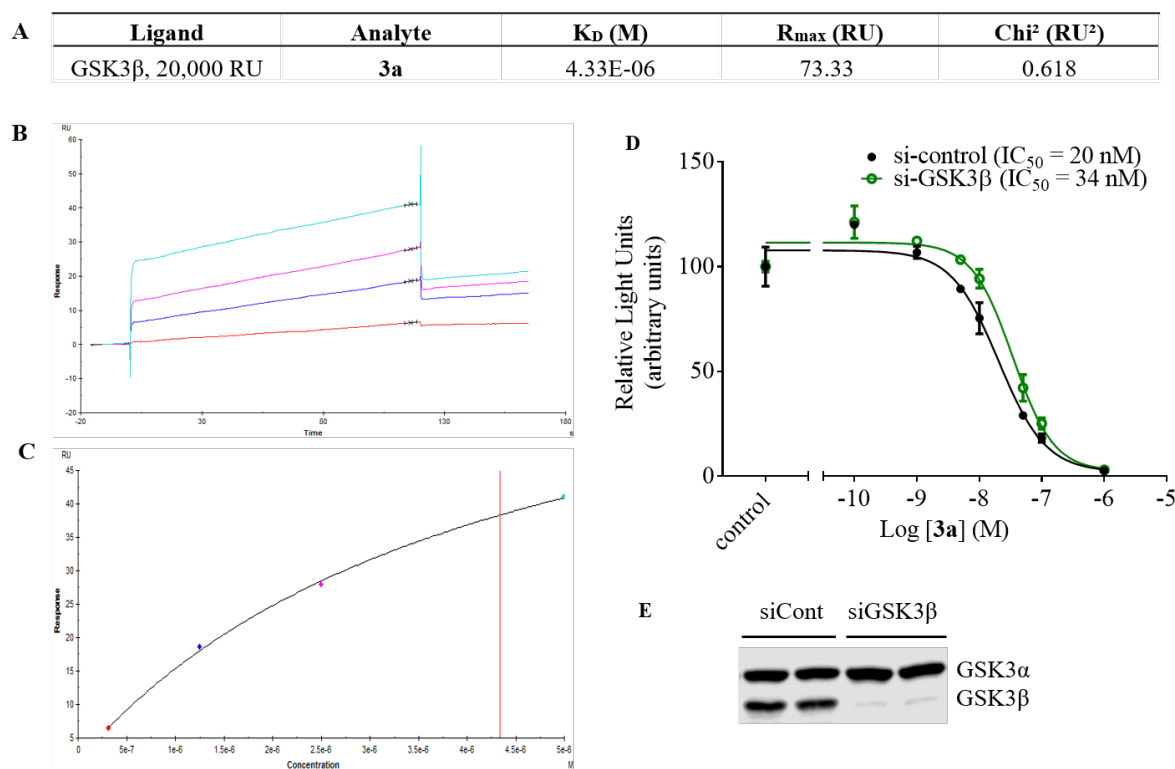 A
Ligand Analyte K_D (M) R_max (RU) Chi² (RU²)
GSK3β, 20,000 RU 3a 4.33E-06 73.33 0.618
B
RU
60
50
40
30
20
10
0
-10
-20
-20 30 80 130 180
Response
Time s
C
RU
45
40
35
30
25
20
15
10
5
0 5e-7 1e-6 1.5e-6 2e-6 2.5e-6 3e-6 3.5e-6 4e-6 4.5e-6 5e-6
Response
Concentration M
D
si-control (IC₅₀ = 20 nM)
si-GSK3β (IC₅₀ = 34 nM)
150
100
50
0
Relative Light Units
(arbitrary units)
control -10 -9 -8 -7 -6 -5
Log [3a] (M)
E
siCont siGSK3β
GSK3α
GSK3β